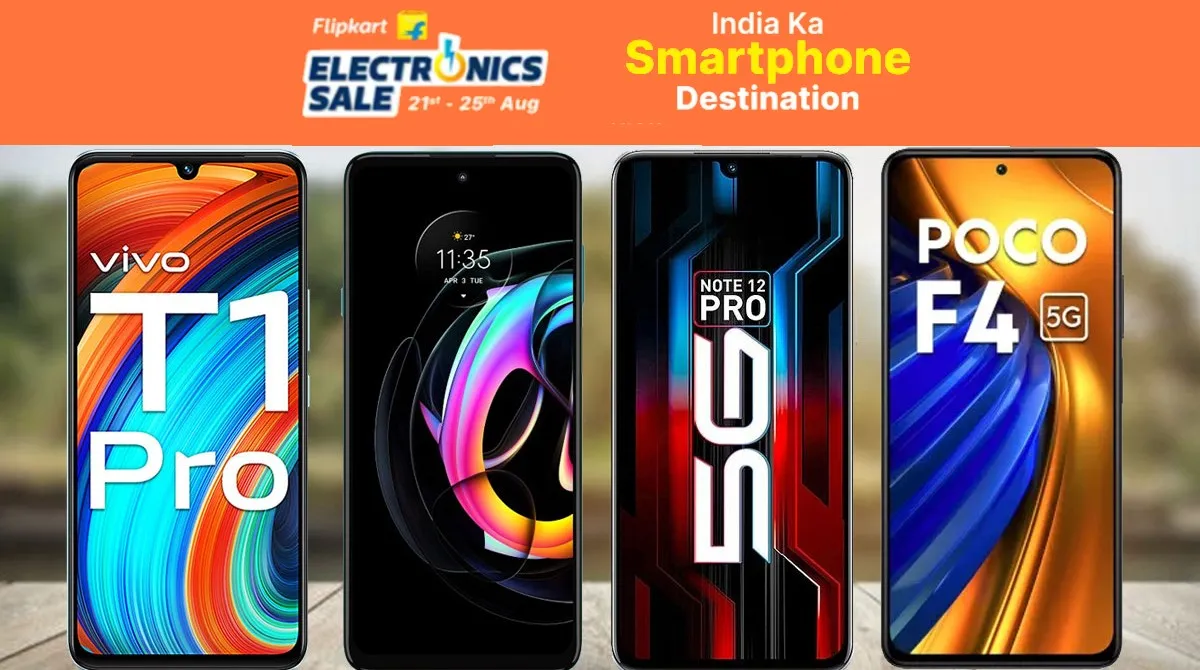 Flipkart
ELECTRONICS
SALE 21st - 25th Aug
India Ka
Smartphone
Destination
vivo
T1
Pro
27°
11:35
APR 3 TUE
NOTE 12
PRO
5G
POCO
F4 5G